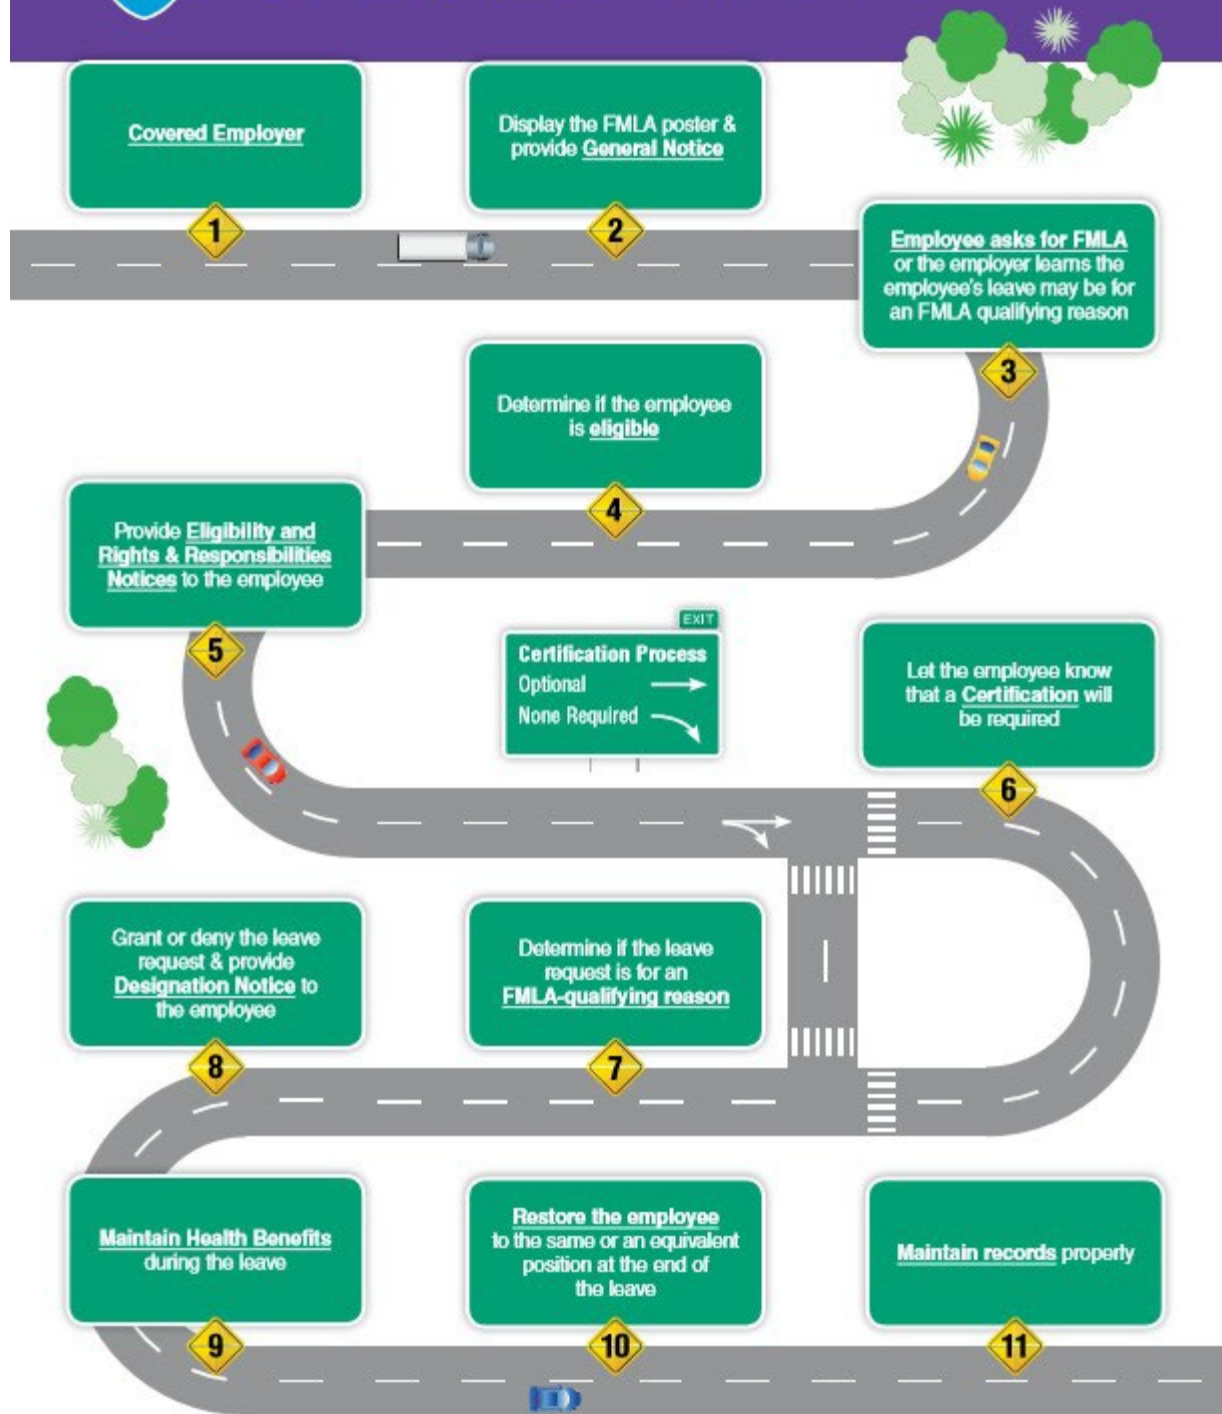 Covered Employer
1
Display the FMLA poster &
provide General Notice
2
Employee asks for FMLA
or the employer learns the
employee's leave may be for
an FMLA qualifying reason
3
Determine if the employee
is eligible
4
Provide Eligibility and
Rights & Responsibilities
Notices to the employee
5
EXIT
Certification Process
Optional
None Required
Let the employee know
that a Certification will
be required
6
Determine if the leave
request is for an
FMLA-qualifying reason
7
Grant or deny the leave
request & provide
Designation Notice to
the employee
8
Maintain Health Benefits
during the leave
9
Restore the employee
to the same or an equivalent
position at the end of
the leave
10
Maintain records properly
11